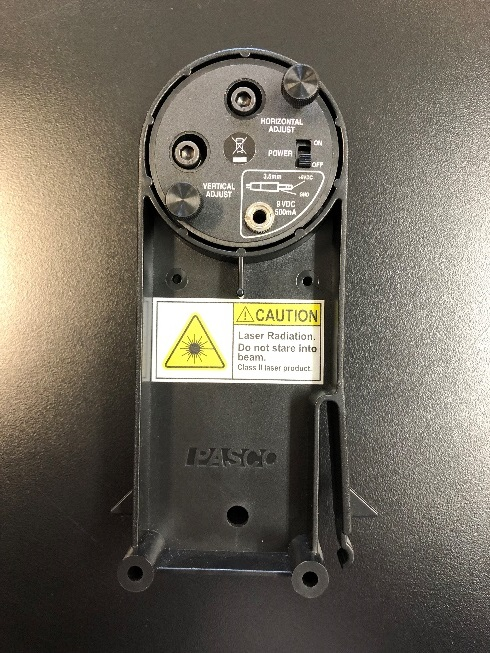 HORIZONTAL
ADJUST
POWER
ON
OFF
VERTICAL
ADJUST
3.5mm
+9VDC
GND
9 VDC
500mA
CAUTION
Laser Radiation.
Do not stare into
beam.
Class II laser product.
PASCO